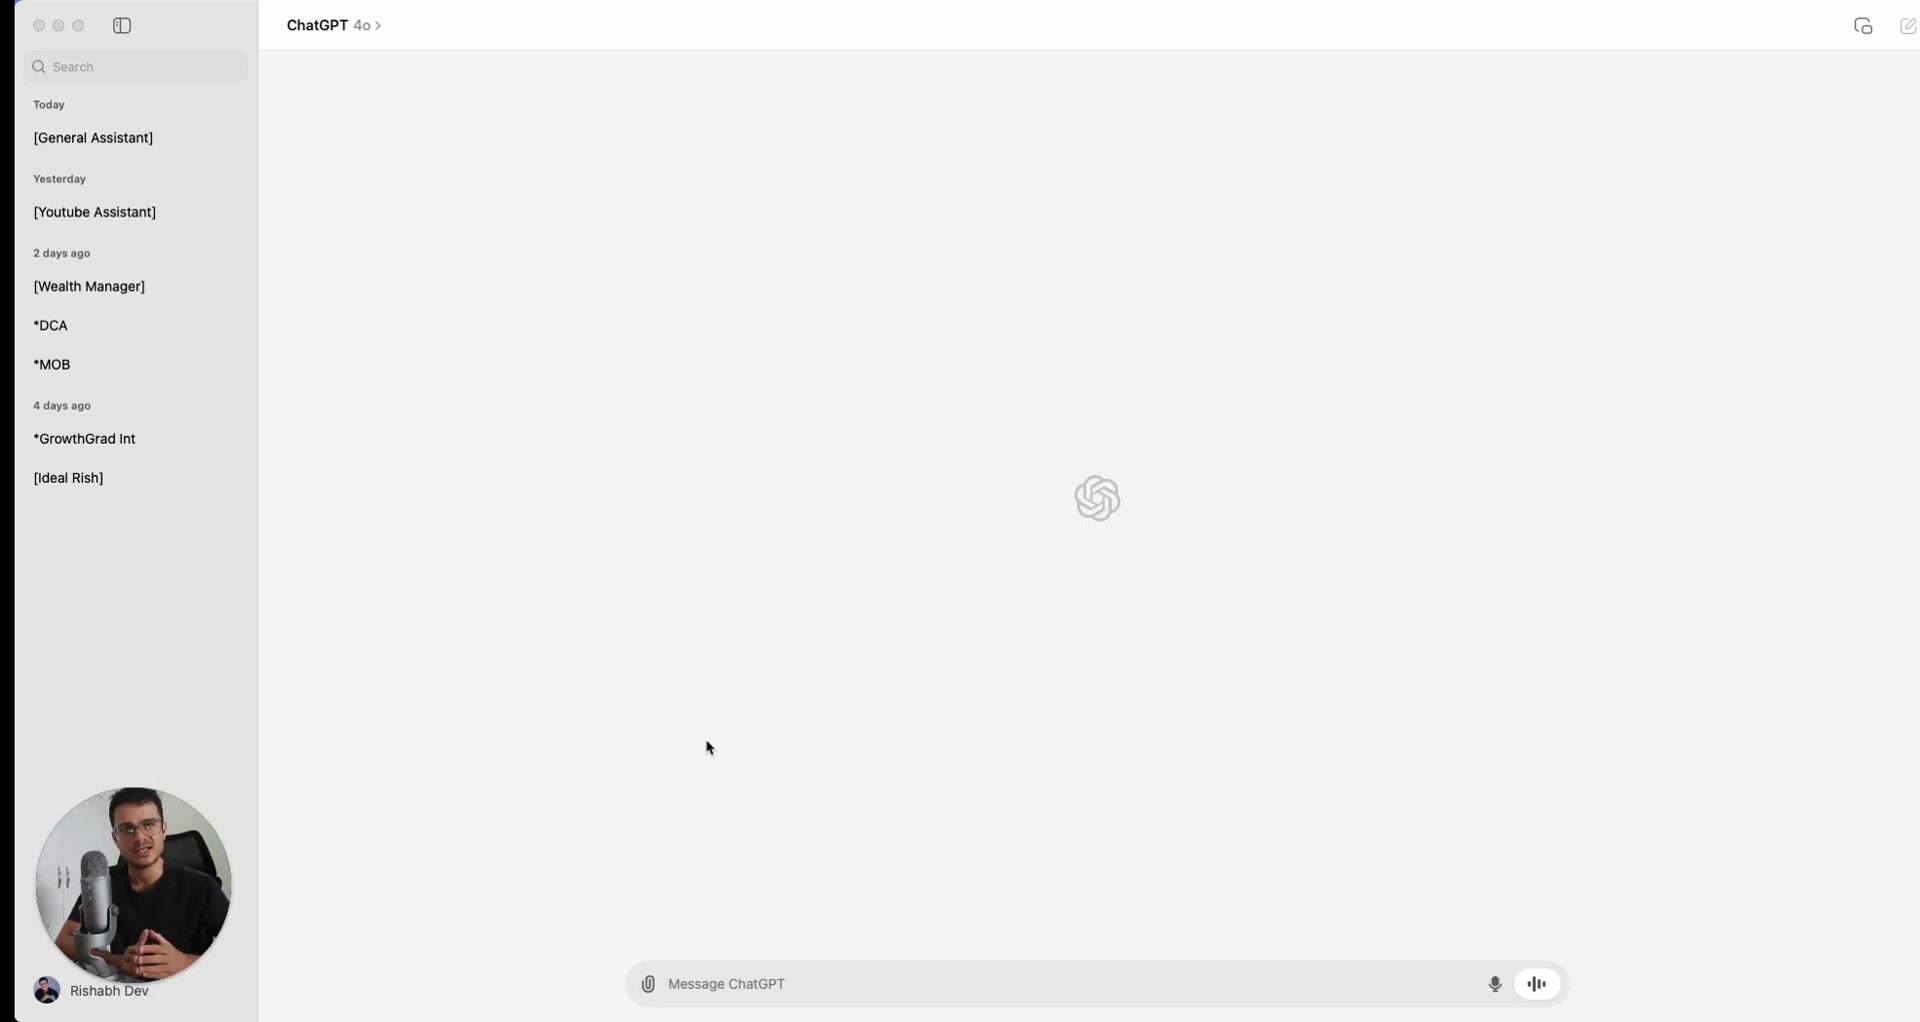 ChatGPT 4o >
Search
Today
[General Assistant]
Yesterday
[Youtube Assistant]
2 days ago
[Wealth Manager]
*DCA
*MOB
4 days ago
*GrowthGrad Int
[Ideal Rish]
Rishabh Dev
Message ChatGPT